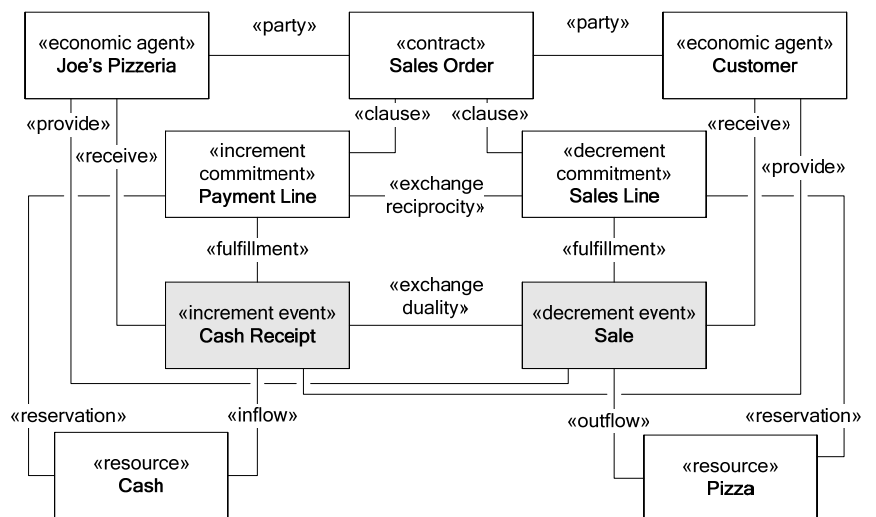 «party»
«party»
«economic agent»
Joe's Pizzeria
«contract»
Sales Order
«economic agent»
Customer
«provide»
«clause»
«clause»
«receive»
«receive»
«increment
commitment»
Payment Line
«decrement
commitment»
Sales Line
«provide»
«exchange
reciprocity»
«fulfillment»
«fulfillment»
«exchange
duality»
«increment event»
Cash Receipt
«decrement event»
Sale
«reservation»
«inflow»
«outflow»
«reservation»
«resource»
Cash
«resource»
Pizza